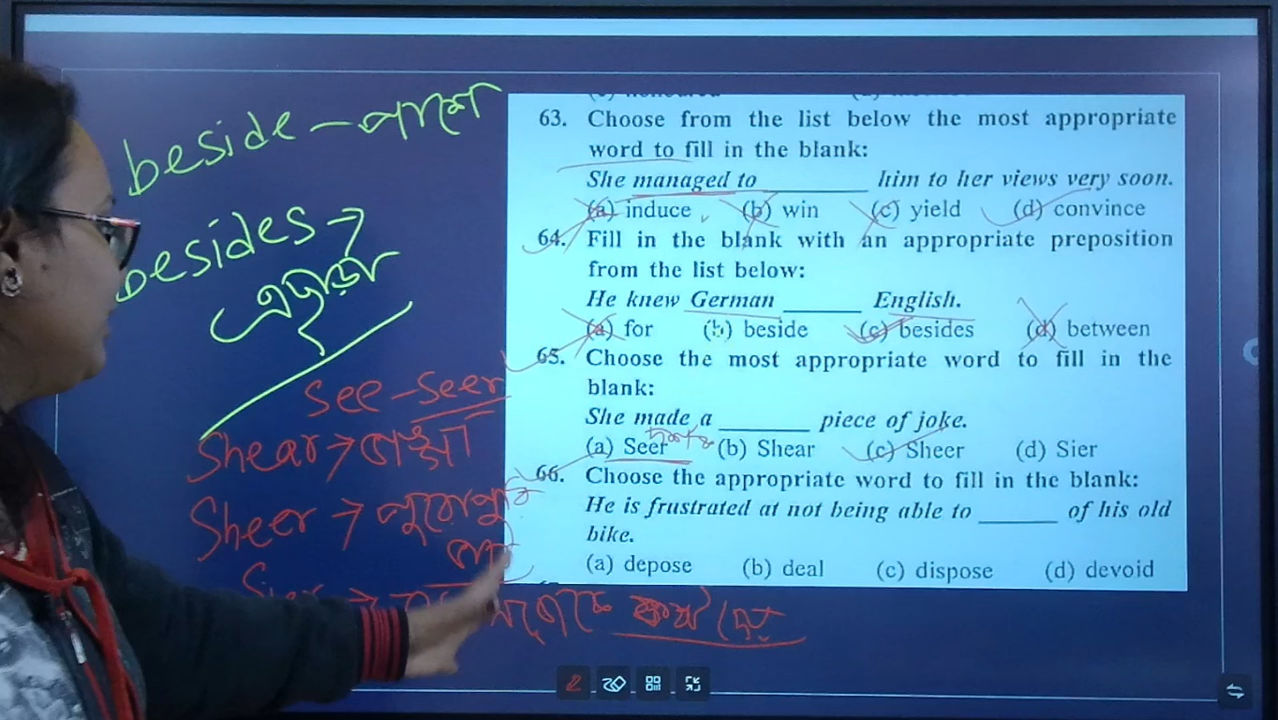 beside – পাশে
besides →
এছাড়া
See – Seer
Shear →
Sheer → পুরোপুরি
Sier →
63. Choose from the list below the most appropriate
word to fill in the blank:
She managed to ________ him to her views very soon.
(a) induce (b) win (c) yield (d) convince
64. Fill in the blank with an appropriate preposition
from the list below:
He knew German ______ English.
(a) for (b) beside (c) besides (d) between
65. Choose the most appropriate word to fill in the
blank:
She made a _______ piece of joke.
(a) Seer (b) Shear (c) Sheer (d) Sier
66. Choose the appropriate word to fill in the blank:
He is frustrated at not being able to ______ of his old
bike.
(a) depose (b) deal (c) dispose (d) devoid